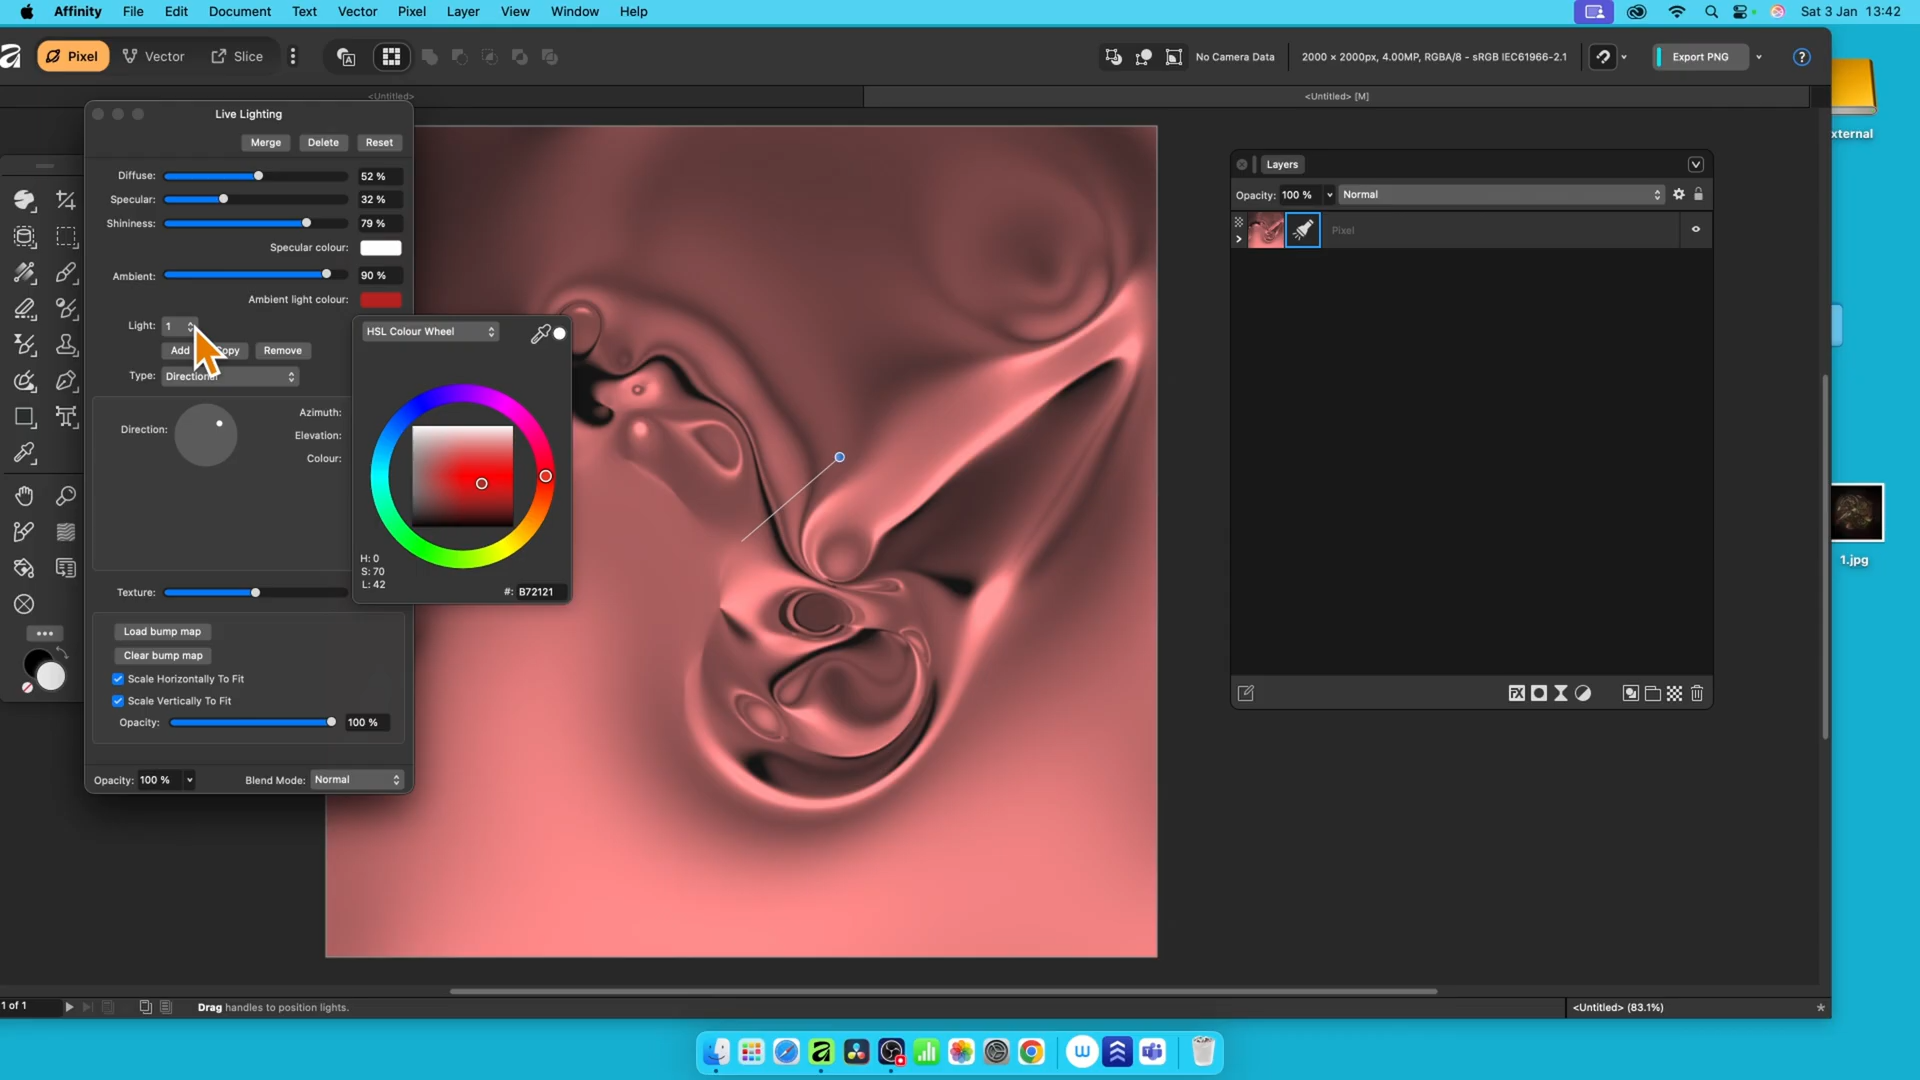 Affinity File Edit Document Text Vector Pixel Layer View Window Help Sat 3 Jan 13:42
Pixel Vector Slice No Camera Data 2000 × 2000px, 4.00MP, RGBA/8 - sRGB IEC61966-2.1 Export PNG
<Untitled> <Untitled> [M]
Live Lighting
Merge Delete Reset
Diffuse: 52 %
Specular: 32 %
Shininess: 79 %
Specular colour:
Ambient: 90 %
Ambient light colour:
Light: 1
Add Copy Remove
Type: Directional
Direction: Azimuth:
Elevation:
Colour:
Texture:
Load bump map
Clear bump map
Scale Horizontally To Fit
Scale Vertically To Fit
Opacity: 100 %
Opacity: 100 % Blend Mode: Normal
HSL Colour Wheel
H: 0
S: 70
L: 42
#: B72121
Layers
Opacity: 100 % Normal
Pixel
xternal
1.jpg
1 of 1 Drag handles to position lights. <Untitled> (83.1%)